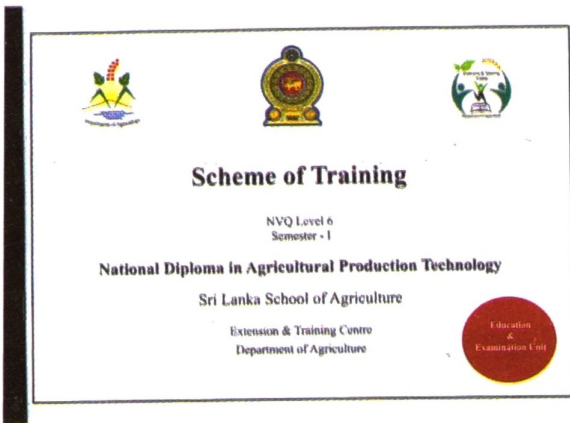 Scheme of Training
NVQ Level 6
Semester - I
National Diploma in Agricultural Production Technology
Sri Lanka School of Agriculture
Extension & Training Centre
Department of Agriculture
Education
&
Examination Unit